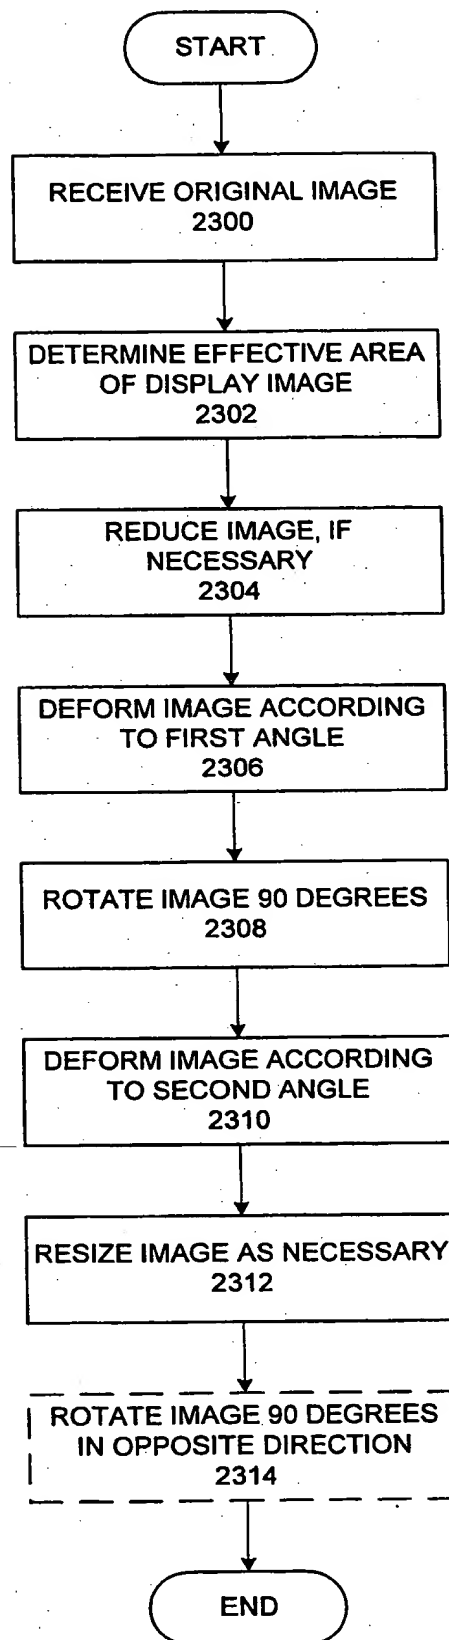 START
RECEIVE ORIGINAL IMAGE
2300
DETERMINE EFFECTIVE AREA
OF DISPLAY IMAGE
2302
REDUCE IMAGE, IF
NECESSARY
2304
DEFORM IMAGE ACCORDING
TO FIRST ANGLE
2306
ROTATE IMAGE 90 DEGREES
2308
DEFORM IMAGE ACCORDING
TO SECOND ANGLE
2310
RESIZE IMAGE AS NECESSARY
2312
ROTATE IMAGE 90 DEGREES
IN OPPOSITE DIRECTION
2314
END